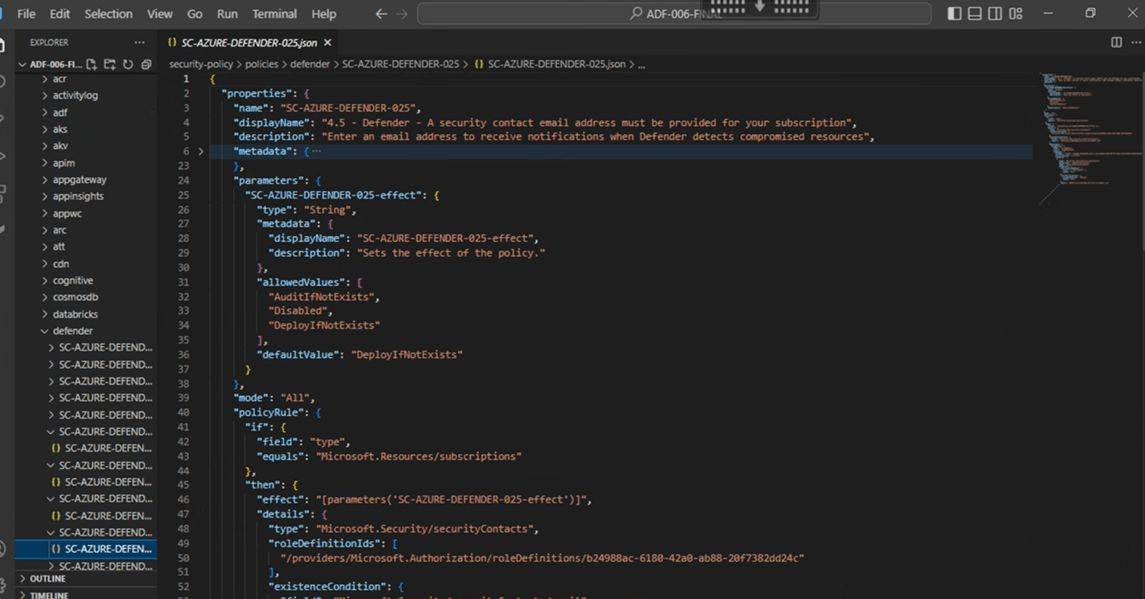 File Edit Selection View Go Run Terminal Help
ADF-006-FINAL
EXPLORER
ADF-006-FI...
acr
activitylog
adf
aks
akv
apim
appgateway
appinsights
appwc
arc
att
cdn
cognitive
cosmosdb
databricks
defender
SC-AZURE-DEFEND...
SC-AZURE-DEFEND...
SC-AZURE-DEFEND...
SC-AZURE-DEFEND...
SC-AZURE-DEFEND...
SC-AZURE-DEFEND...
{} SC-AZURE-DEFEN...
SC-AZURE-DEFEND...
{} SC-AZURE-DEFEN...
SC-AZURE-DEFEND...
{} SC-AZURE-DEFEN...
SC-AZURE-DEFEND...
{} SC-AZURE-DEFEN...
SC-AZURE-DEFEND...
OUTLINE
TIMELINE
{} SC-AZURE-DEFENDER-025.json
security-policy > policies > defender > SC-AZURE-DEFENDER-025 > {} SC-AZURE-DEFENDER-025.json > ...
1 {
2 "properties": {
3 "name": "SC-AZURE-DEFENDER-025",
4 "displayName": "4.5 - Defender - A security contact email address must be provided for your subscription",
5 "description": "Enter an email address to receive notifications when Defender detects compromised resources",
6 "metadata": { ...
23 },
24 "parameters": {
25 "SC-AZURE-DEFENDER-025-effect": {
26 "type": "String",
27 "metadata": {
28 "displayName": "SC-AZURE-DEFENDER-025-effect",
29 "description": "Sets the effect of the policy."
30 },
31 "allowedValues": [
32 "AuditIfNotExists",
33 "Disabled",
34 "DeployIfNotExists"
35 ],
36 "defaultValue": "DeployIfNotExists"
37 }
38 },
39 "mode": "All",
40 "policyRule": {
41 "if": {
42 "field": "type",
43 "equals": "Microsoft.Resources/subscriptions"
44 },
45 "then": {
46 "effect": "[parameters('SC-AZURE-DEFENDER-025-effect')]",
47 "details": {
48 "type": "Microsoft.Security/securityContacts",
49 "roleDefinitionIds": [
50 "/providers/Microsoft.Authorization/roleDefinitions/b24988ac-6180-42a0-ab88-20f7382dd24c"
51 ],
52 "existenceCondition": {